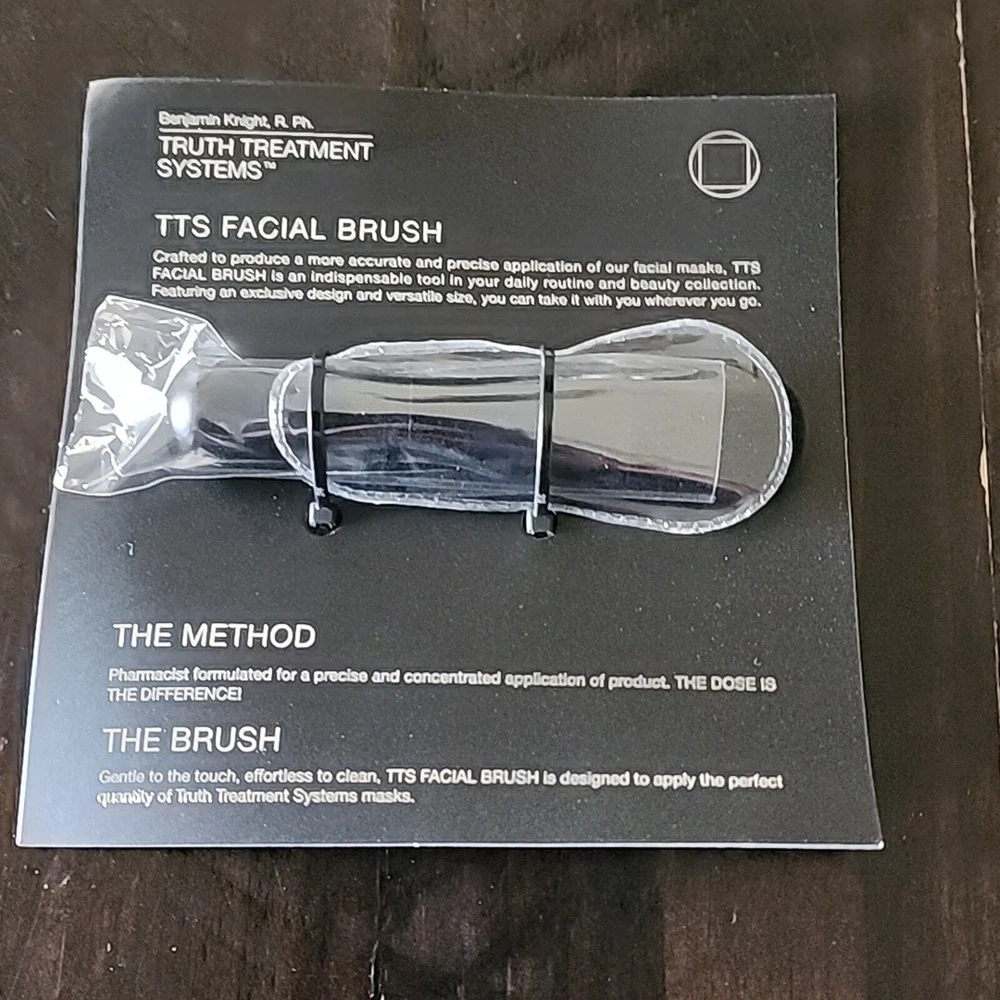 Benjamin Knight, R. Ph.
TRUTH TREATMENT
SYSTEMS™
TTS FACIAL BRUSH
Crafted to produce a more accurate and precise application of our facial masks, TTS
FACIAL BRUSH is an indispensable tool in your daily routine and beauty collection.
Featuring an exclusive design and versatile size, you can take it with you wherever you go.
THE METHOD
Pharmacist formulated for a precise and concentrated application of product. THE DOSE IS
THE DIFFERENCE!
THE BRUSH
Gentle to the touch, effortless to clean, TTS FACIAL BRUSH is designed to apply the perfect
quantity of Truth Treatment Systems masks.